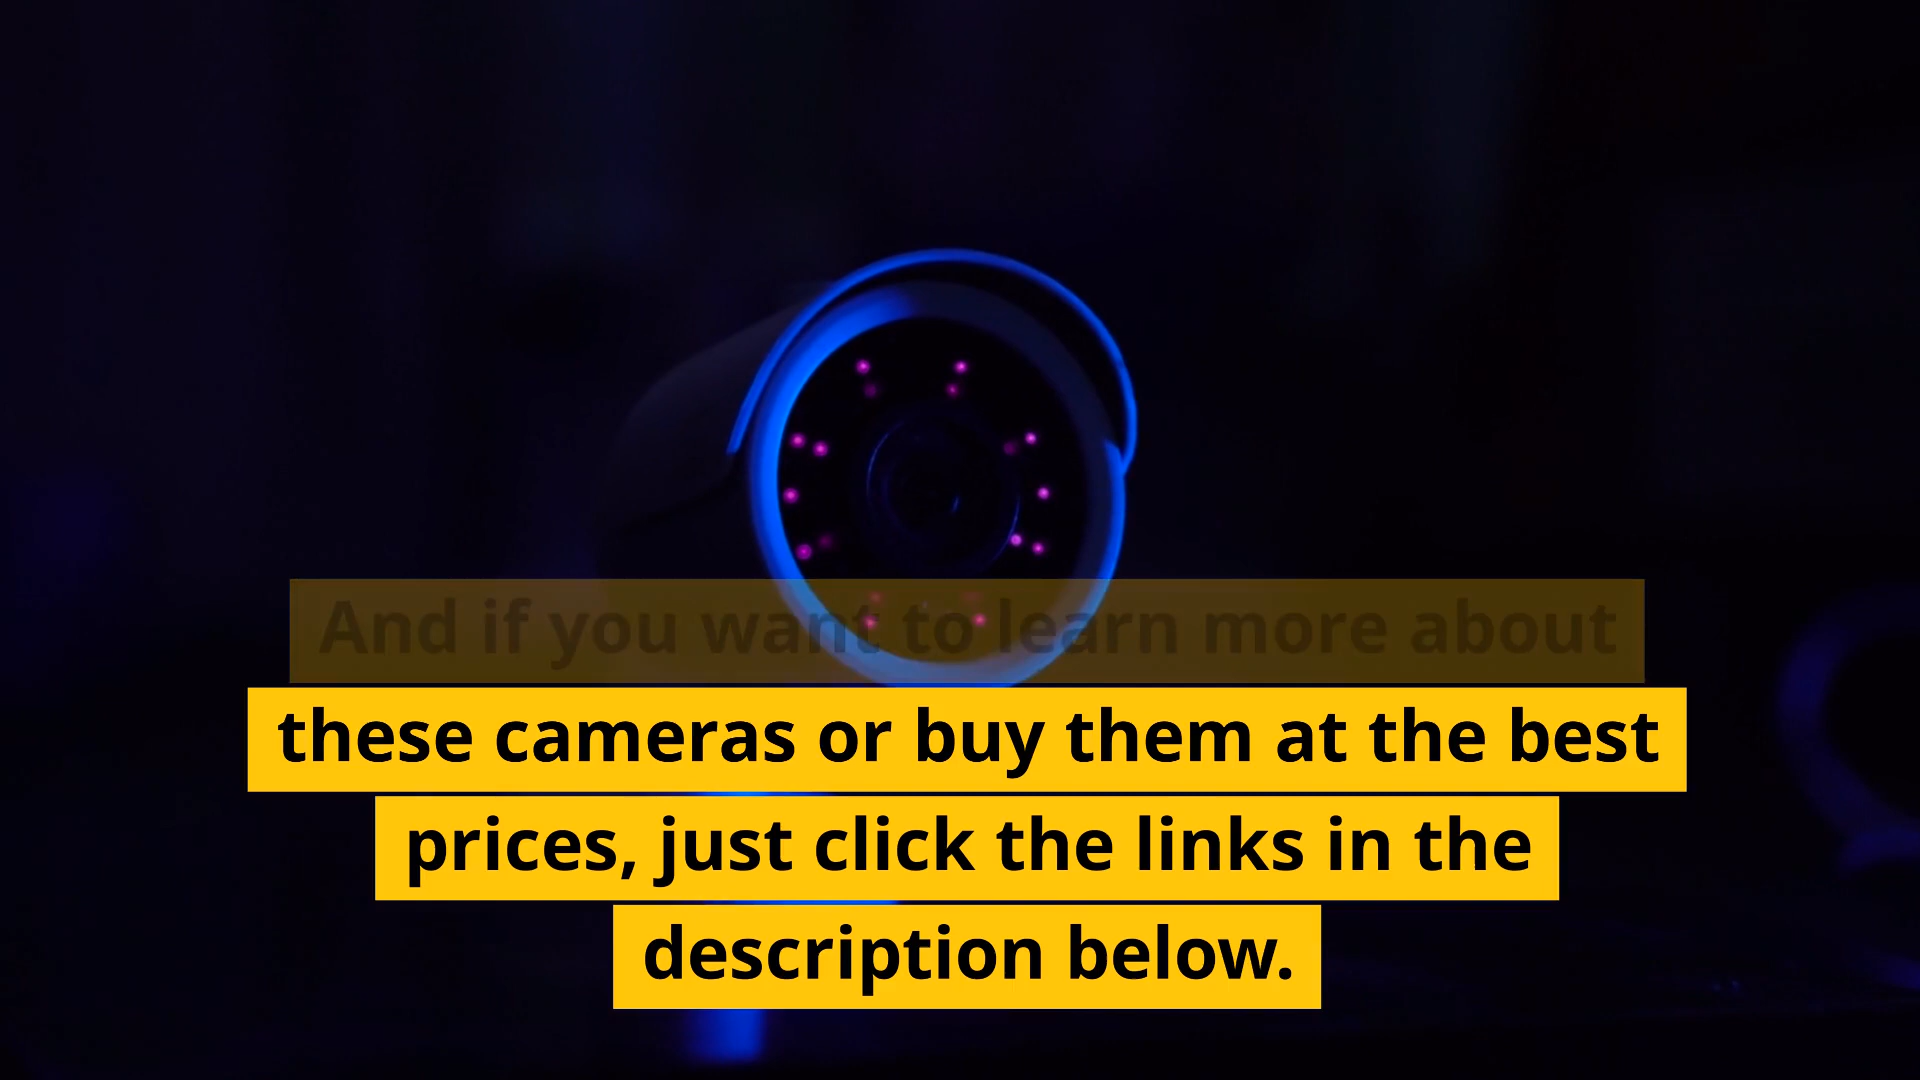 And if you want to learn more about
these cameras or buy them at the best
prices, just click the links in the
description below.